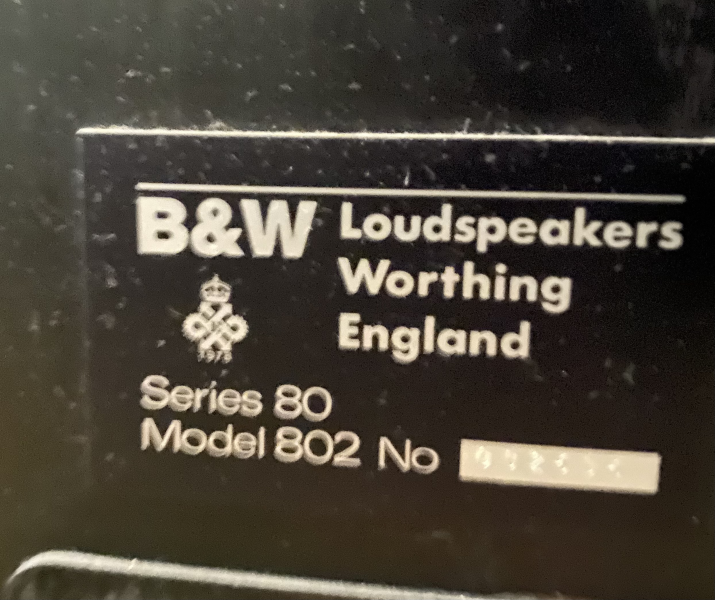 B&W Loudspeakers
Worthing
England
1978
Series 80
Model 802 No